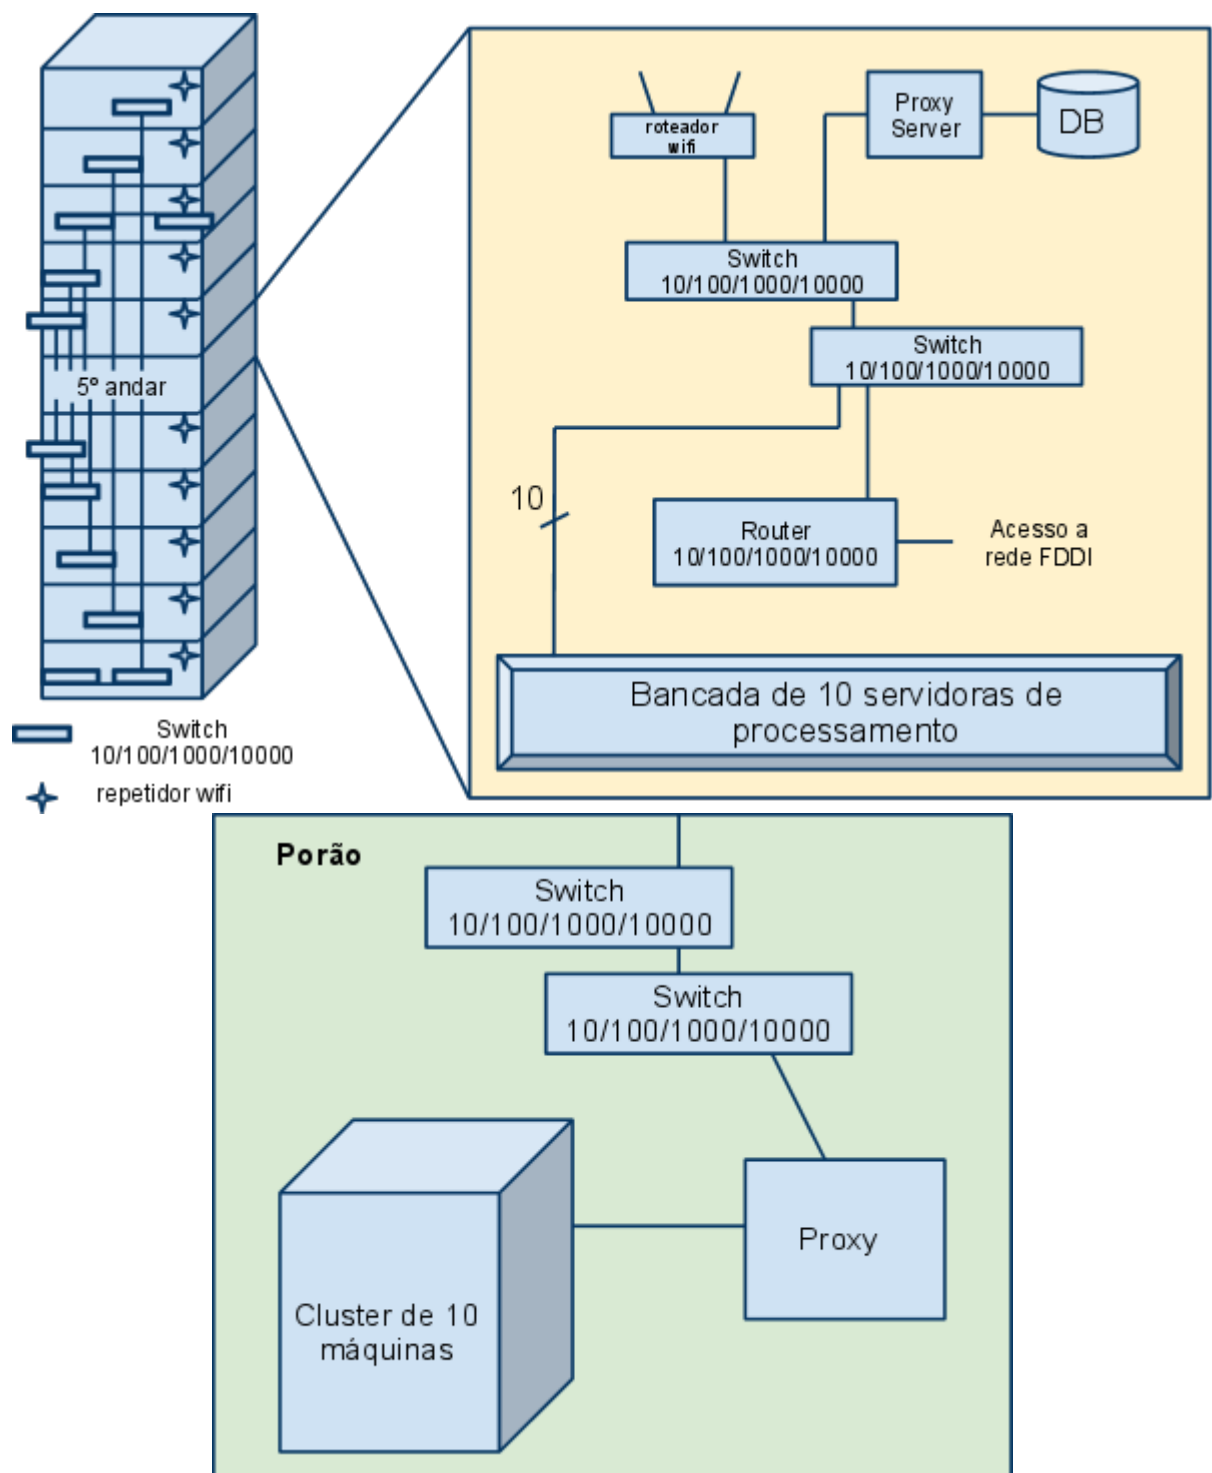 5º andar
Switch
10/100/1000/10000
repetidor wifi
roteador
wifi
Proxy
Server
DB
Switch
10/100/1000/10000
Switch
10/100/1000/10000
10
Router
10/100/1000/10000
Acesso a
rede FDDI
Bancada de 10 servidoras de
processamento
Porão
Switch
10/100/1000/10000
Switch
10/100/1000/10000
Proxy
Cluster de 10
máquinas